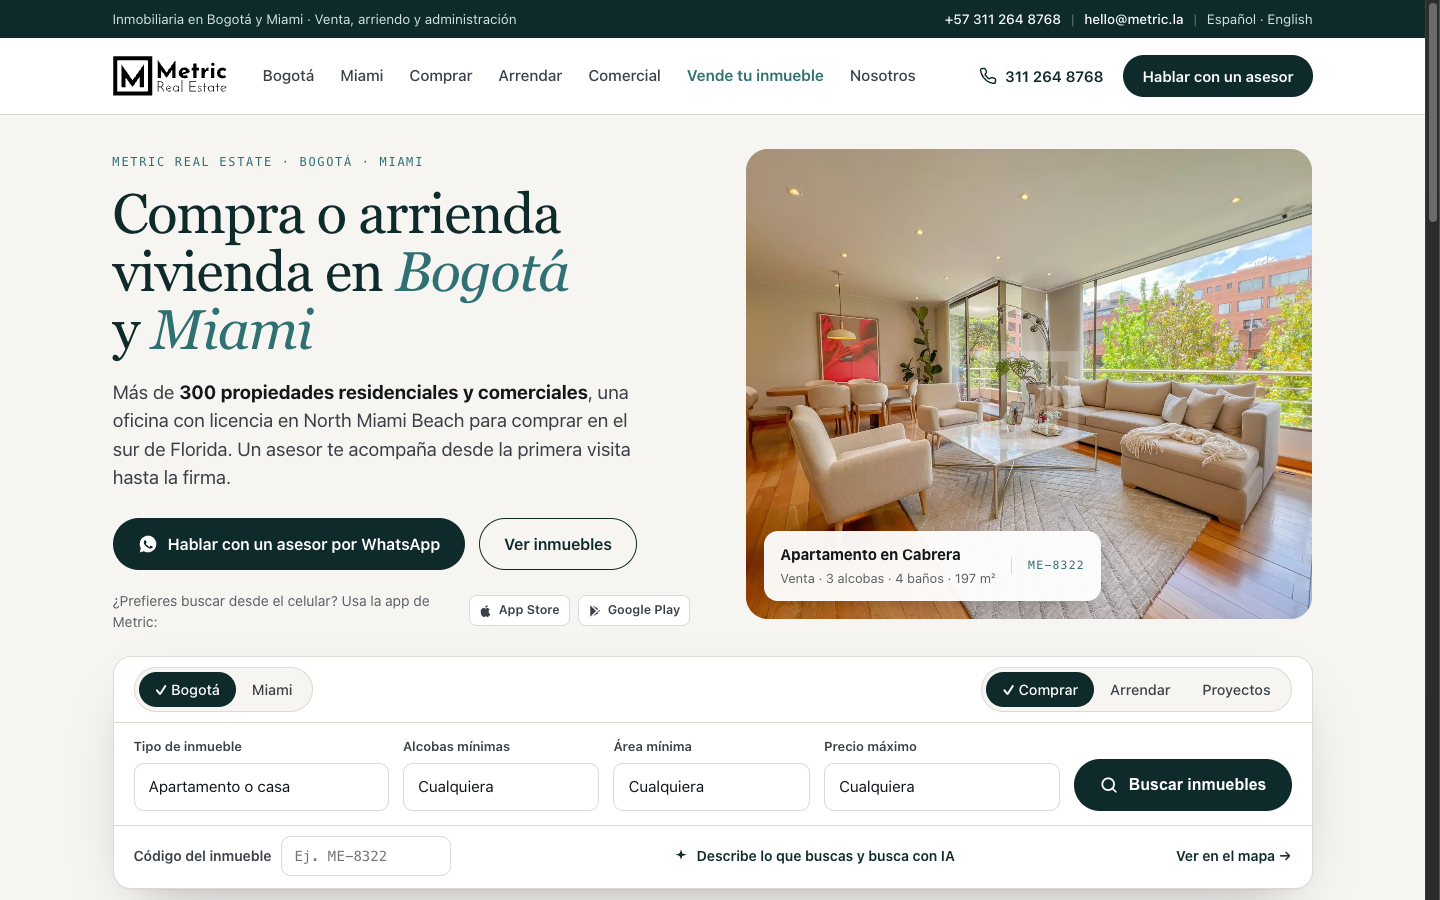 Inmobiliaria en Bogotá y Miami · Venta, arriendo y administración
+57 311 264 8768 | hello@metric.la | Español · English
M Metric
Real Estate
Bogotá Miami Comprar Arrendar Comercial Vende tu inmueble Nosotros
311 264 8768
Hablar con un asesor
METRIC REAL ESTATE · BOGOTÁ · MIAMI
Compra o arrienda
vivienda en Bogotá
y Miami
Más de 300 propiedades residenciales y comerciales, una
oficina con licencia en North Miami Beach para comprar en el
sur de Florida. Un asesor te acompaña desde la primera visita
hasta la firma.
Hablar con un asesor por WhatsApp
Ver inmuebles
¿Prefieres buscar desde el celular? Usa la app de
Metric:
App Store
Google Play
Apartamento en Cabrera
Venta · 3 alcobas · 4 baños · 197 m²
ME-8322
Bogotá Miami
Comprar Arrendar Proyectos
Tipo de inmueble
Apartamento o casa
Alcobas mínimas
Cualquiera
Área mínima
Cualquiera
Precio máximo
Cualquiera
Buscar inmuebles
Código del inmueble
Ej. ME-8322
Describe lo que buscas y busca con IA
Ver en el mapa →